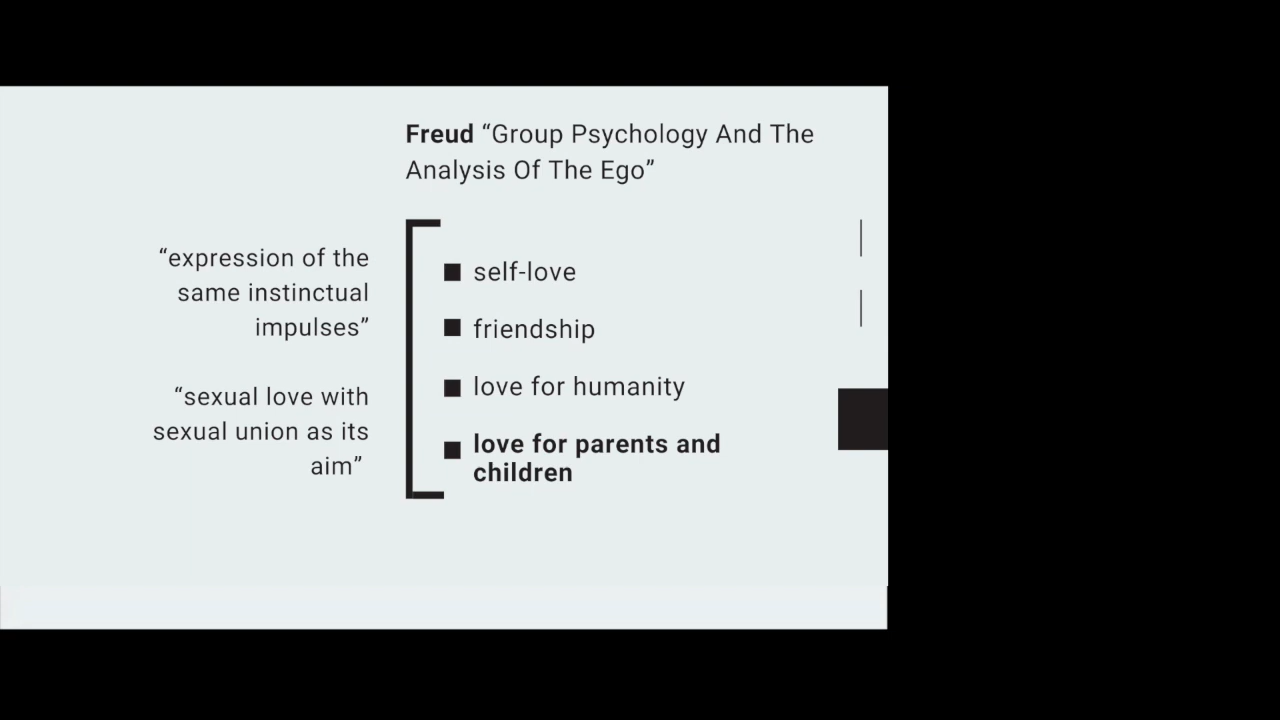 Freud “Group Psychology And The
Analysis Of The Ego”
“expression of the
same instinctual
impulses”
“sexual love with
sexual union as its
aim”
self-love
friendship
love for humanity
love for parents and
children